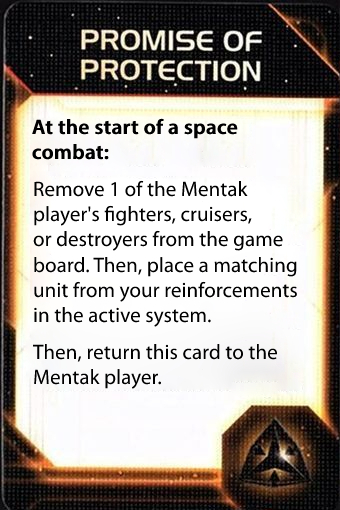 PROMISE OF
PROTECTION
At the start of a space
combat:
Remove 1 of the Mentak
player's fighters, cruisers,
or destroyers from the game
board. Then, place a matching
unit from your reinforcements
in the active system.
Then, return this card to the
Mentak player.